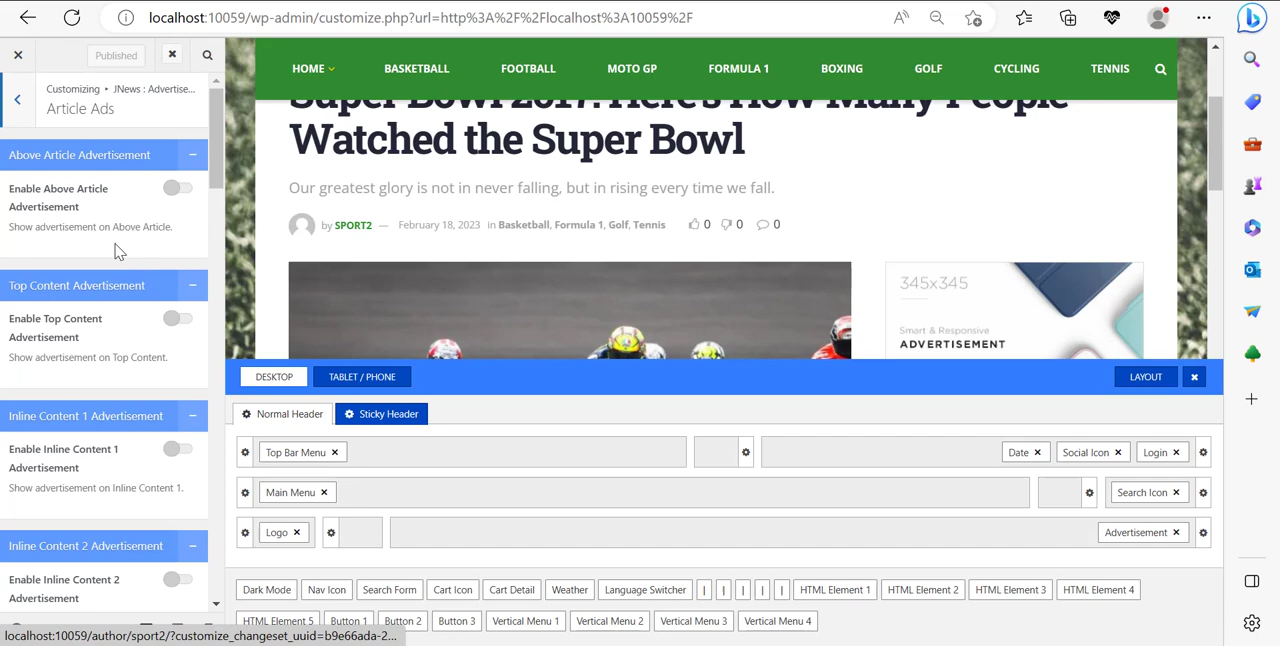 localhost:10059/wp-admin/customize.php?url=http%3A%2F%2Flocalhost%3A10059%2F
Published
Customizing • JNews : Advertise...
Article Ads
Above Article Advertisement
Enable Above Article
Advertisement
Show advertisement on Above Article.
Top Content Advertisement
Enable Top Content
Advertisement
Show advertisement on Top Content.
Inline Content 1 Advertisement
Enable Inline Content 1
Advertisement
Show advertisement on Inline Content 1.
Inline Content 2 Advertisement
Enable Inline Content 2
Advertisement
localhost:10059/author/sport2/?customize_changeset_uuid=b9e66ada-2...
HOME BASKETBALL FOOTBALL MOTO GP FORMULA 1 BOXING GOLF CYCLING TENNIS
Super Bowl 2017: Here's How Many People
Watched the Super Bowl
Our greatest glory is not in never falling, but in rising every time we fall.
by SPORT2 — February 18, 2023 in Basketball, Formula 1, Golf, Tennis 0 0 0
345x345
Smart & Responsive
ADVERTISEMENT
DESKTOP TABLET / PHONE LAYOUT
Normal Header Sticky Header
Top Bar Menu Date Social Icon Login
Main Menu Search Icon
Logo Advertisement
Dark Mode Nav Icon Search Form Cart Icon Cart Detail Weather Language Switcher | | | | | HTML Element 1 HTML Element 2 HTML Element 3 HTML Element 4
HTML Element 5 Button 1 Button 2 Button 3 Vertical Menu 1 Vertical Menu 2 Vertical Menu 3 Vertical Menu 4